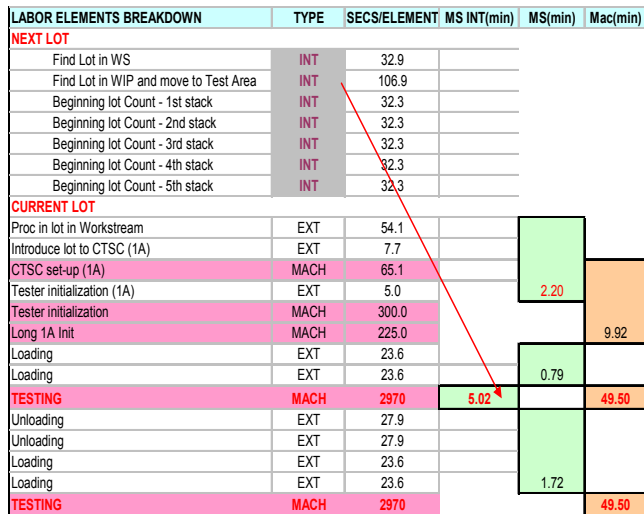 LABOR ELEMENTS BREAKDOWN TYPE SECS/ELEMENT MS INT(min) MS(min) Mac(min)
NEXT LOT
Find Lot in WS INT 32.9
Find Lot in WIP and move to Test Area INT 106.9
Beginning lot Count - 1st stack INT 32.3
Beginning lot Count - 2nd stack INT 32.3
Beginning lot Count - 3rd stack INT 32.3
Beginning lot Count - 4th stack INT 32.3
Beginning lot Count - 5th stack INT 32.3
CURRENT LOT
Proc in lot in Workstream EXT 54.1
Introduce lot to CTSC (1A) EXT 7.7
CTSC set-up (1A) MACH 65.1
Tester initialization (1A) EXT 5.0 2.20
Tester initialization MACH 300.0
Long 1A Init MACH 225.0 9.92
Loading EXT 23.6
Loading EXT 23.6 0.79
TESTING MACH 2970 5.02 49.50
Unloading EXT 27.9
Unloading EXT 27.9
Loading EXT 23.6
Loading EXT 23.6 1.72
TESTING MACH 2970 49.50